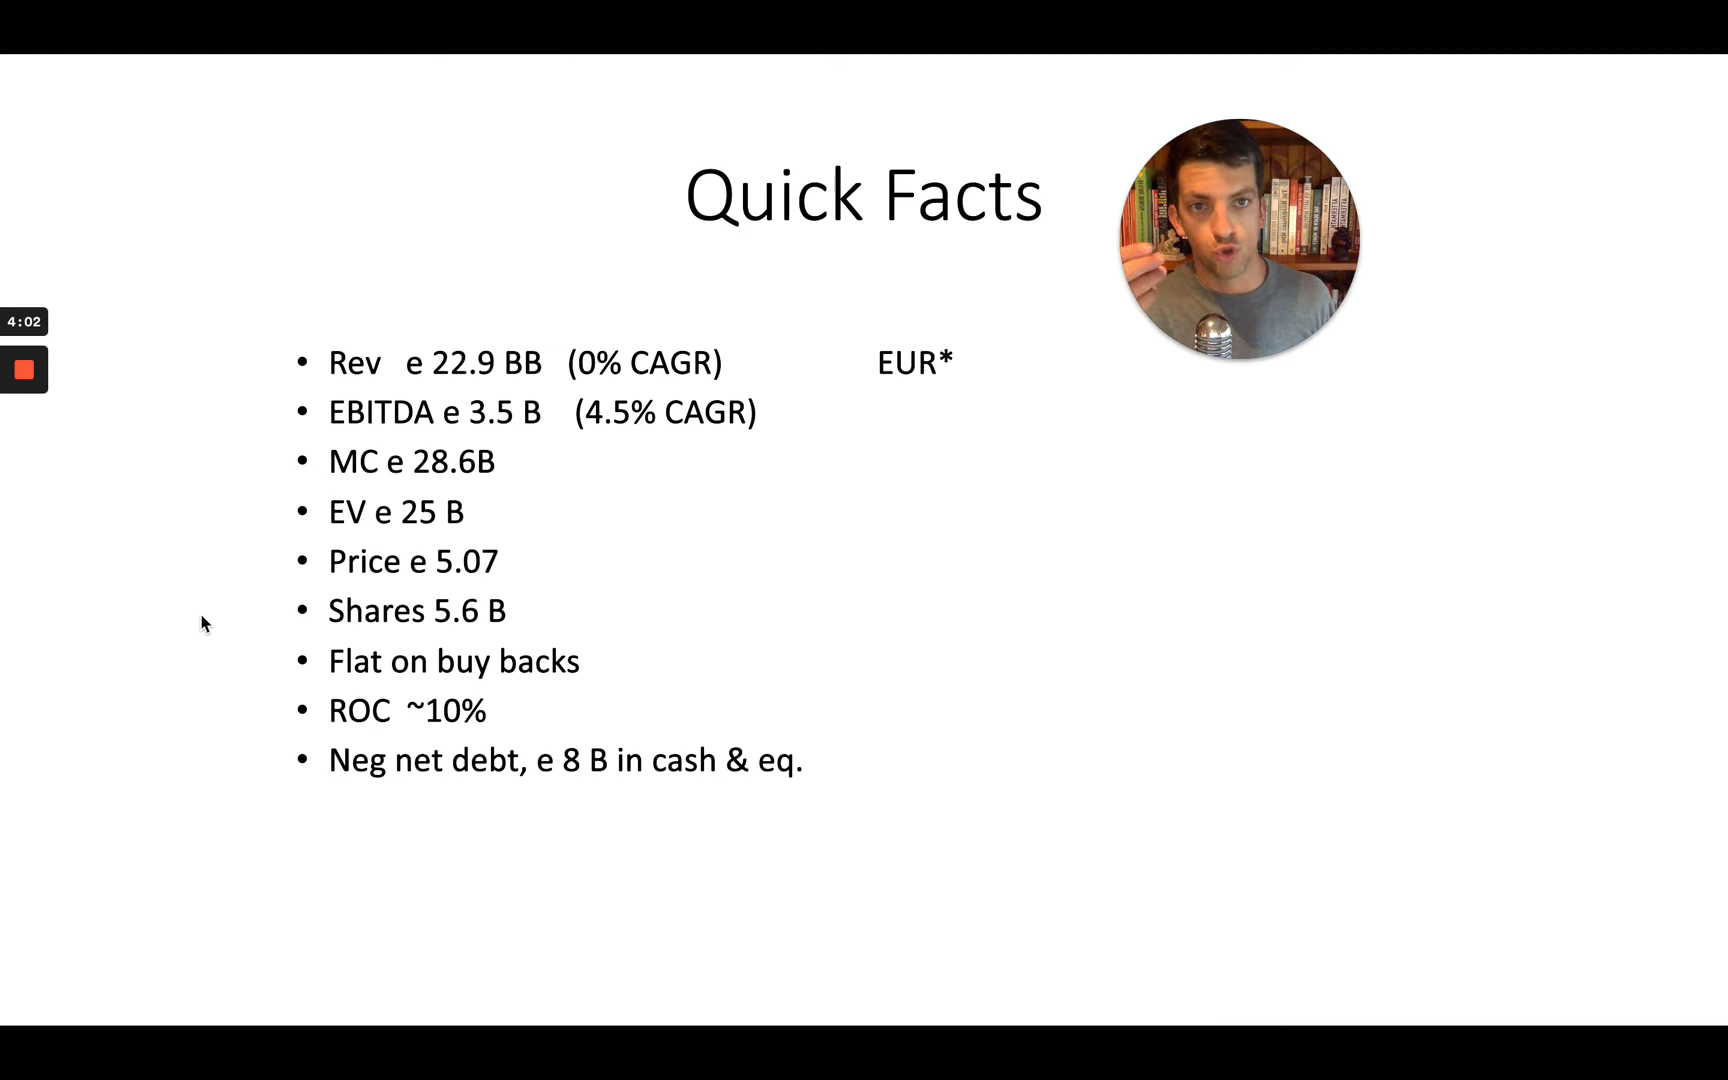 Quick Facts
4:02
• Rev e 22.9 BB (0% CAGR) EUR*
• EBITDA e 3.5 B (4.5% CAGR)
• MC e 28.6B
• EV e 25 B
• Price e 5.07
• Shares 5.6 B
• Flat on buy backs
• ROC ~10%
• Neg net debt, e 8 B in cash & eq.